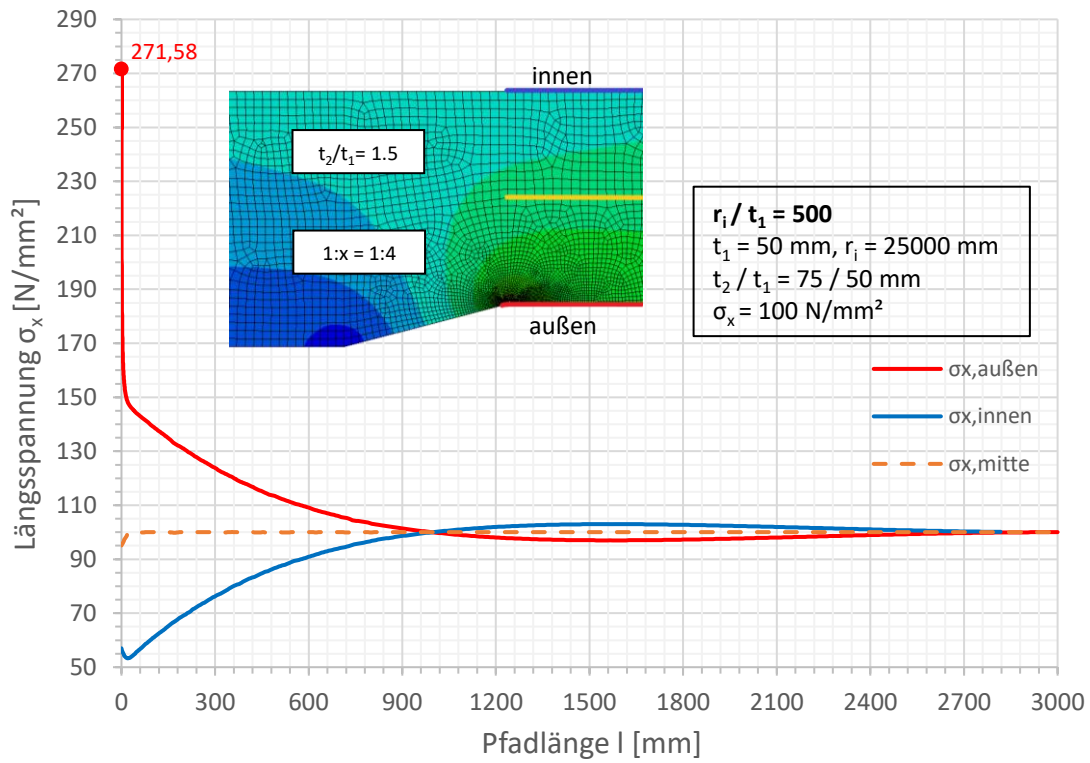 Längsspannung σₓ [N/mm²]
290
270
250
230
210
190
170
150
130
110
90
70
50
271,58
innen
t₂/t₁= 1.5
1:x = 1:4
außen
rᵢ / t₁ = 500
t₁ = 50 mm, rᵢ = 25000 mm
t₂ / t₁ = 75 / 50 mm
σₓ = 100 N/mm²
σx,außen
σx,innen
σx,mitte
0 300 600 900 1200 1500 1800 2100 2400 2700 3000
Pfadlänge l [mm]